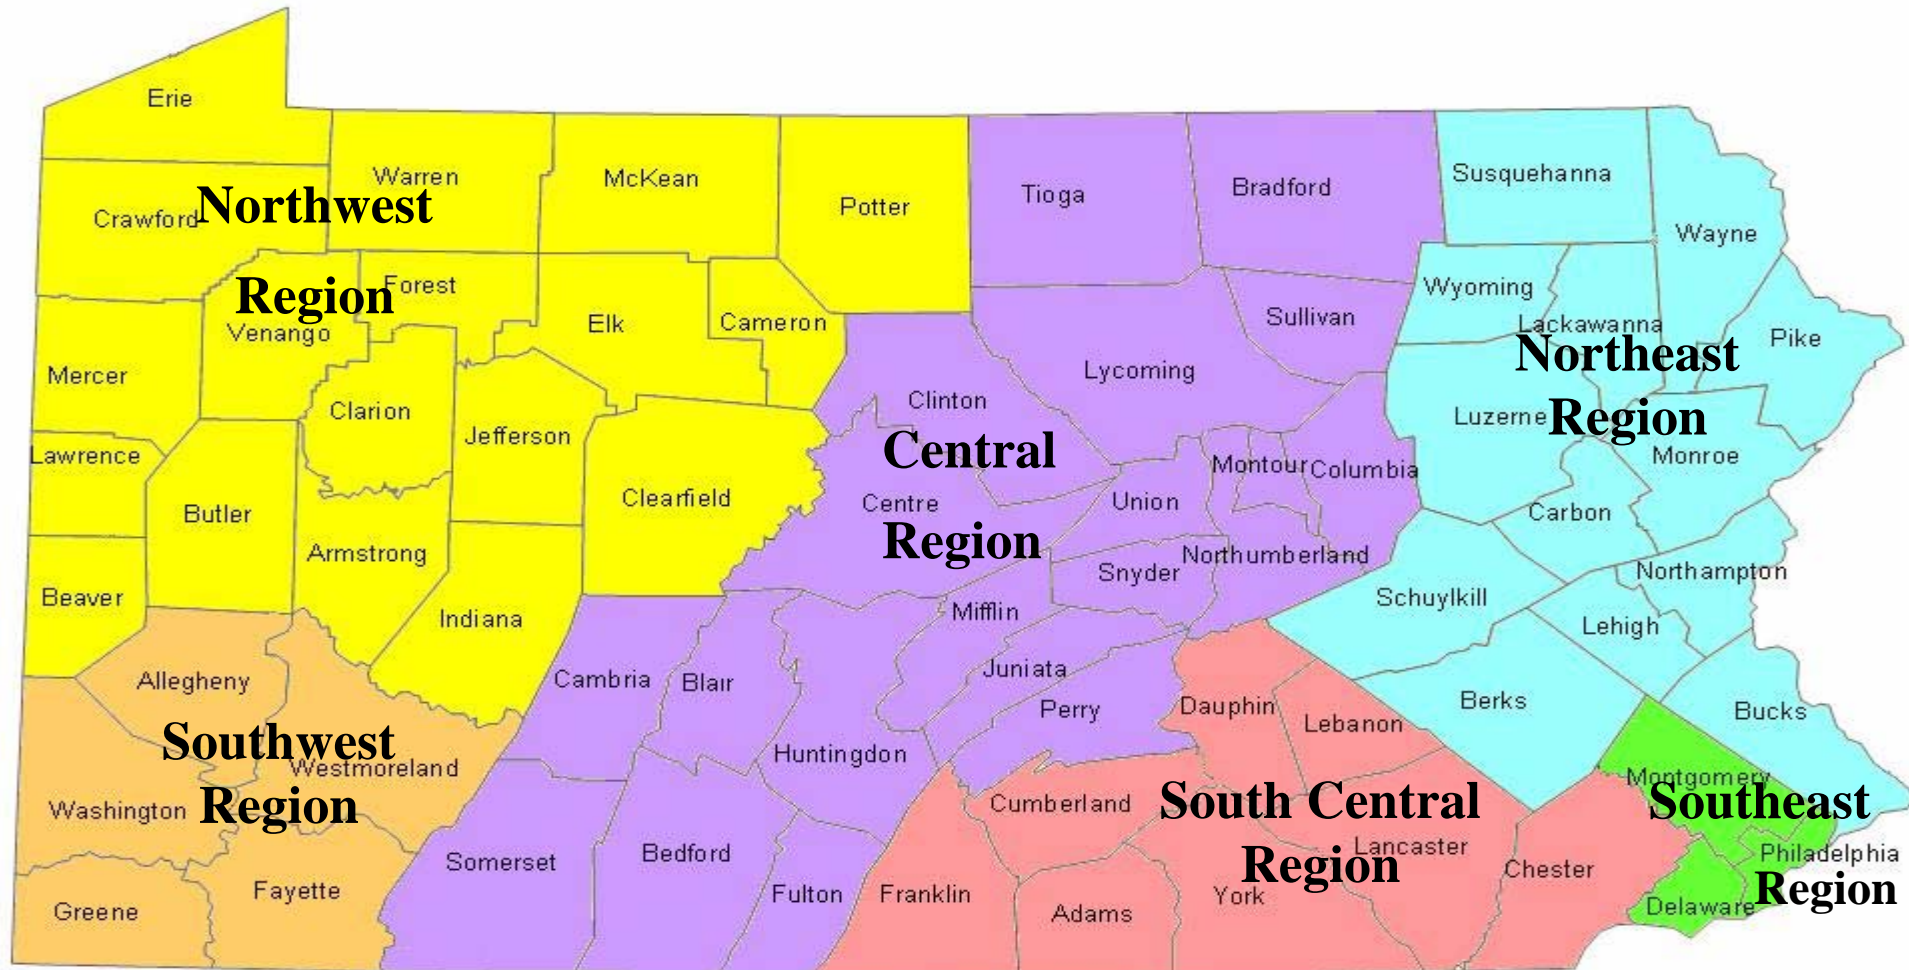 Erie
Warren
McKean
Potter
Tioga
Bradford
Susquehanna
Wayne
Crawford
Northwest
Region
Forest
Venango
Elk
Cameron
Sullivan
Wyoming
Lackawanna
Pike
Mercer
Clarion
Jefferson
Clinton
Lycoming
Northeast
Region
Luzerne
Monroe
Lawrence
Butler
Clearfield
Central
Region
Centre
Union
Montour
Columbia
Carbon
Armstrong
Beaver
Indiana
Snyder
Northumberland
Northampton
Schuylkill
Lehigh
Mifflin
Allegheny
Cambria
Blair
Juniata
Perry
Dauphin
Lebanon
Berks
Bucks
Southwest
Region
Westmoreland
Washington
Huntingdon
Cumberland
South Central
Region
Lancaster
Montgomery
Southeast
Region
Philadelphia
Greene
Fayette
Somerset
Bedford
Fulton
Franklin
Adams
York
Chester
Delaware